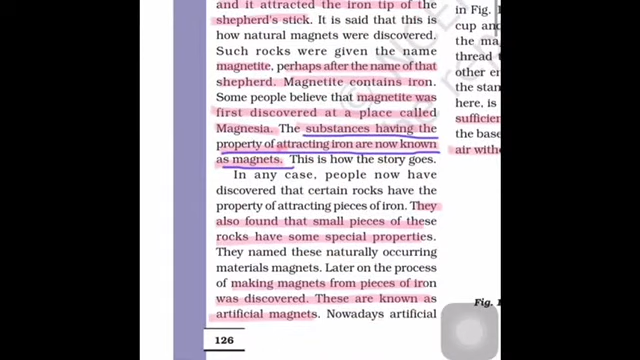 and it attracted the iron tip of the
shepherd's stick. It is said that this is
how natural magnets were discovered.
Such rocks were given the name
magnetite, perhaps after the name of that
shepherd. Magnetite contains iron.
Some people believe that magnetite was
first discovered at a place called
Magnesia. The substances having the
property of attracting iron are now known
as magnets. This is how the story goes.
In any case, people now have
discovered that certain rocks have the
property of attracting pieces of iron. They
also found that small pieces of these
rocks have some special properties.
They named these naturally occurring
materials magnets. Later on the process
of making magnets from pieces of iron
was discovered. These are known as
artificial magnets. Nowadays artificial
126
in Fig. 1
cup and
the ma
thread t
other en
the stan
here, is
sufficien
the base
air witho
Fig. 1